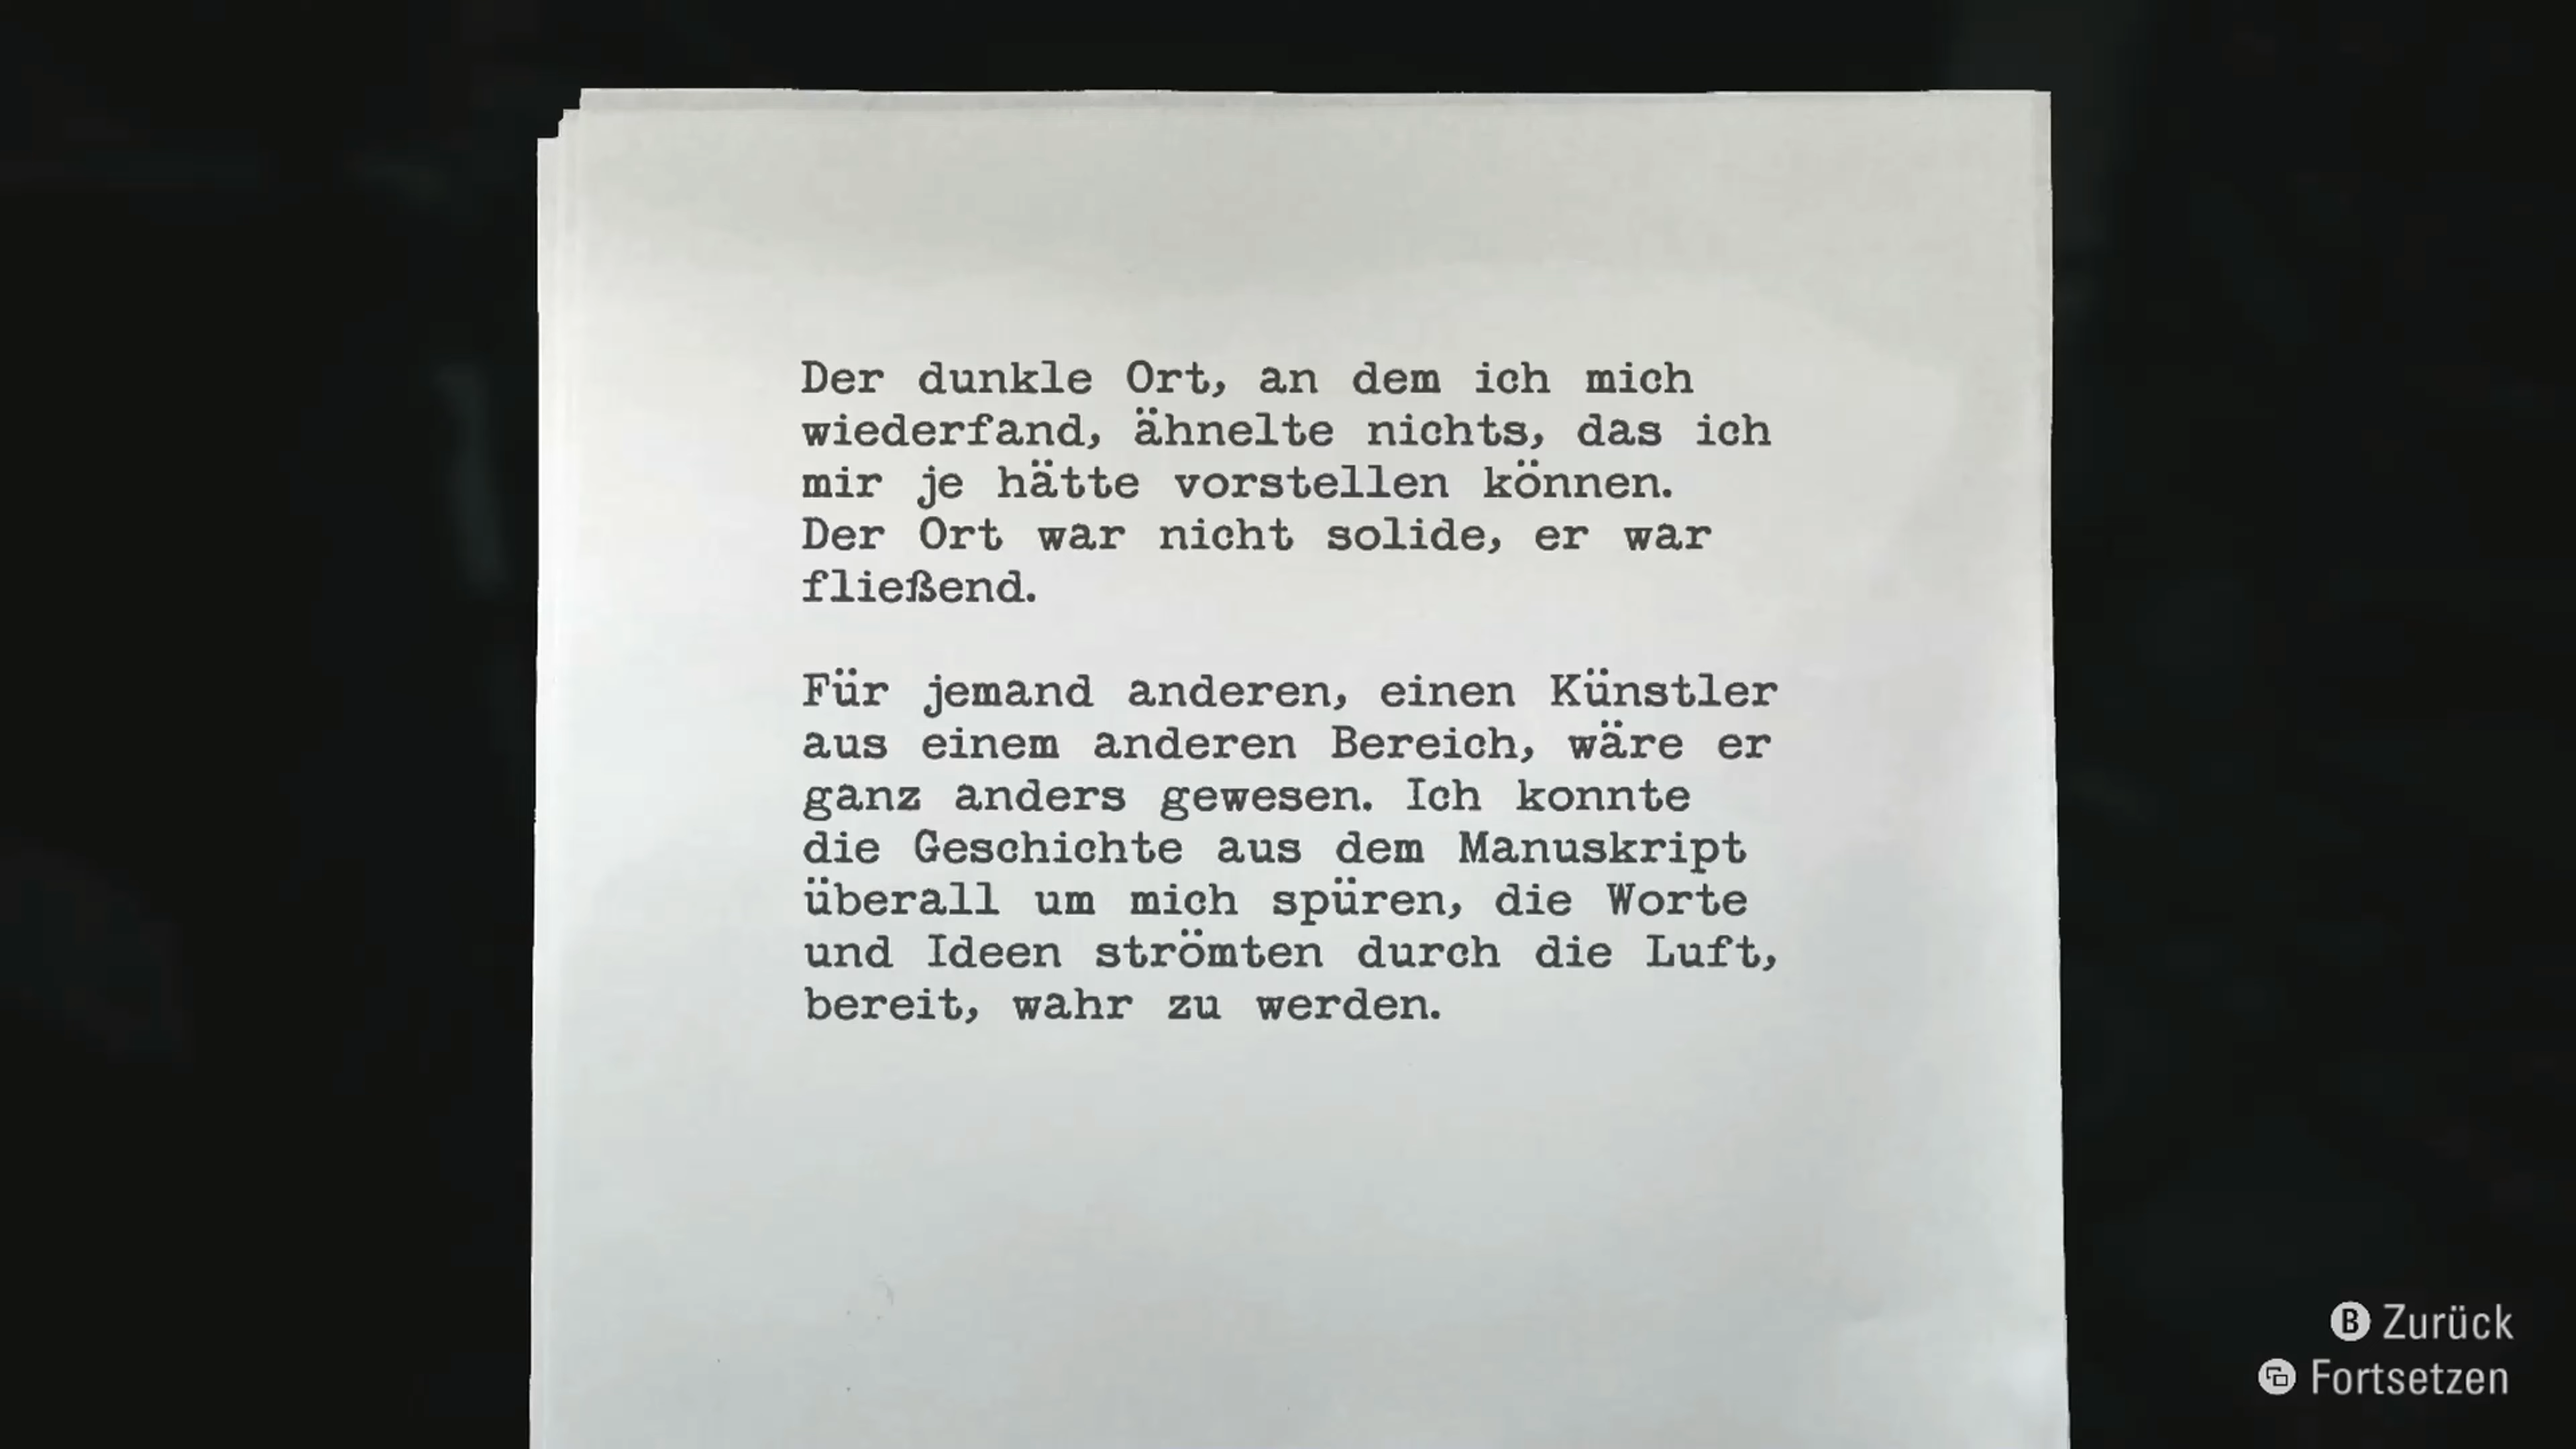 Der dunkle Ort, an dem ich mich
wiederfand, ähnelte nichts, das ich
mir je hätte vorstellen können.
Der Ort war nicht solide, er war
fließend.
Für jemand anderen, einen Künstler
aus einem anderen Bereich, wäre er
ganz anders gewesen. Ich konnte
die Geschichte aus dem Manuskript
überall um mich spüren, die Worte
und Ideen strömten durch die Luft,
bereit, wahr zu werden.
B Zurück
Fortsetzen